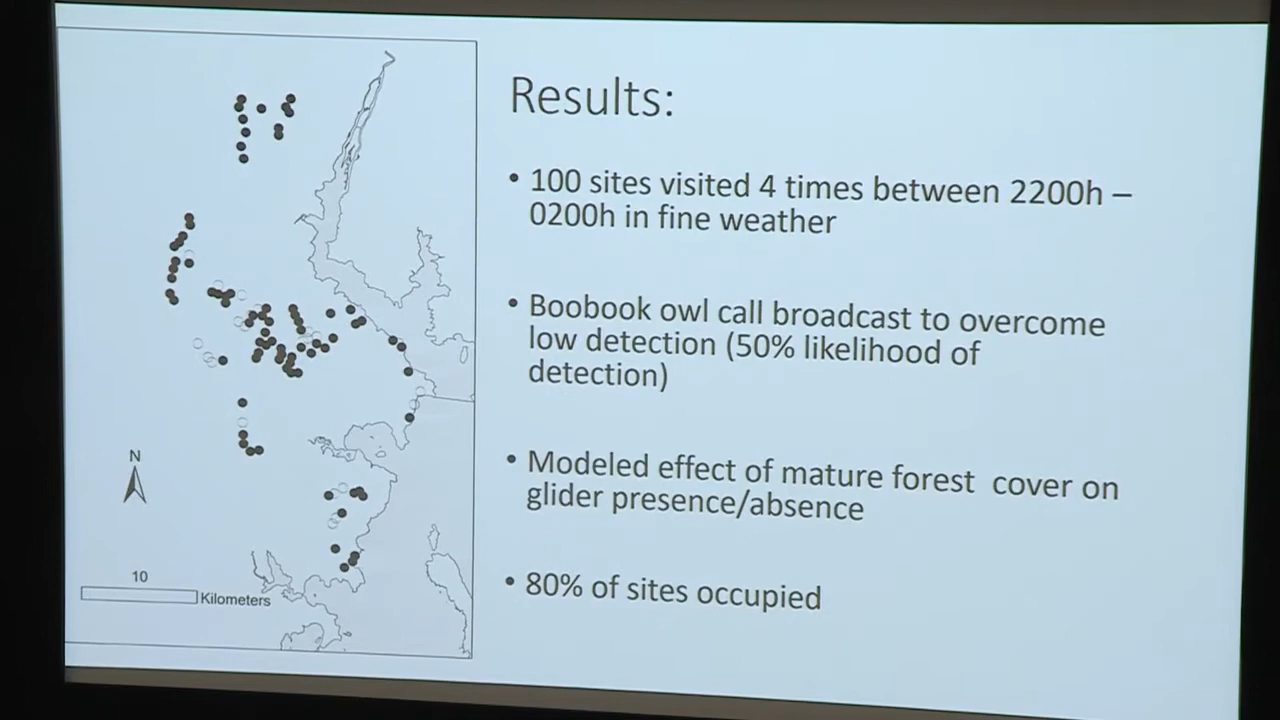 Results:
• 100 sites visited 4 times between 2200h –
0200h in fine weather
• Boobook owl call broadcast to overcome
low detection (50% likelihood of
detection)
• Modeled effect of mature forest cover on
glider presence/absence
• 80% of sites occupied
N
10
Kilometers